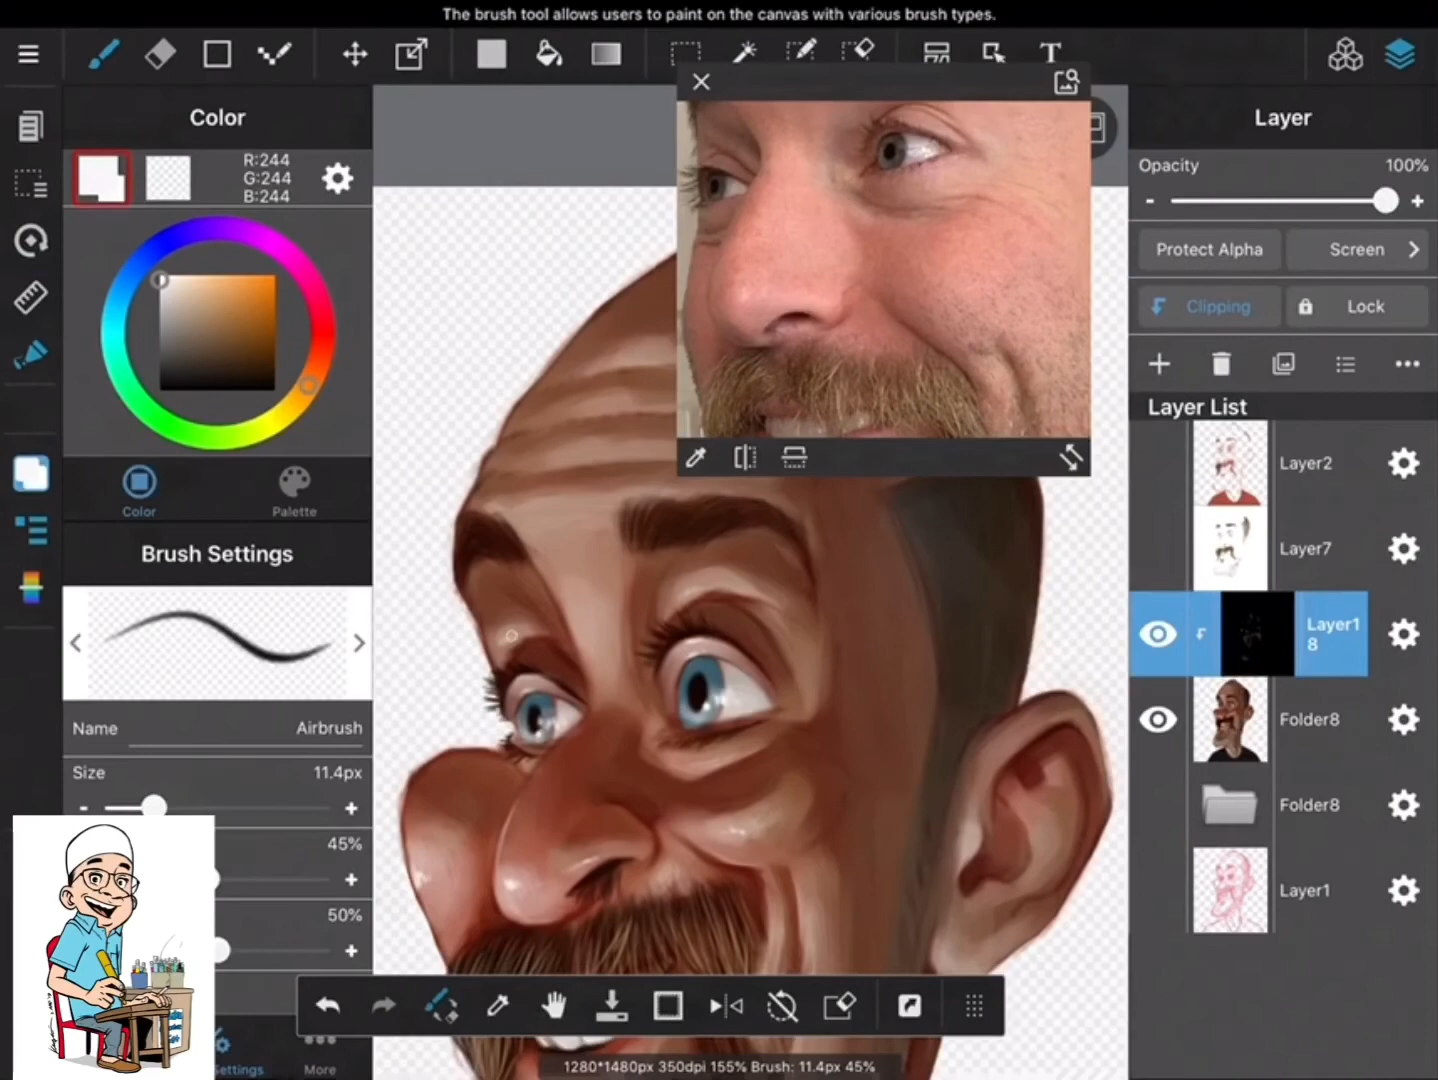 The brush tool allows users to paint on the canvas with various brush types.
T
Color
R:244
G:244
B:244
Color
Palette
Brush Settings
Name
Airbrush
Size
11.4px
45%
50%
ettings
More
Layer
Opacity
100%
Protect Alpha
Screen
Clipping
Lock
Layer List
Layer2
Layer7
Layer1
8
Folder8
Folder8
Layer1
1280*1480px 350dpi 155% Brush: 11.4px 45%